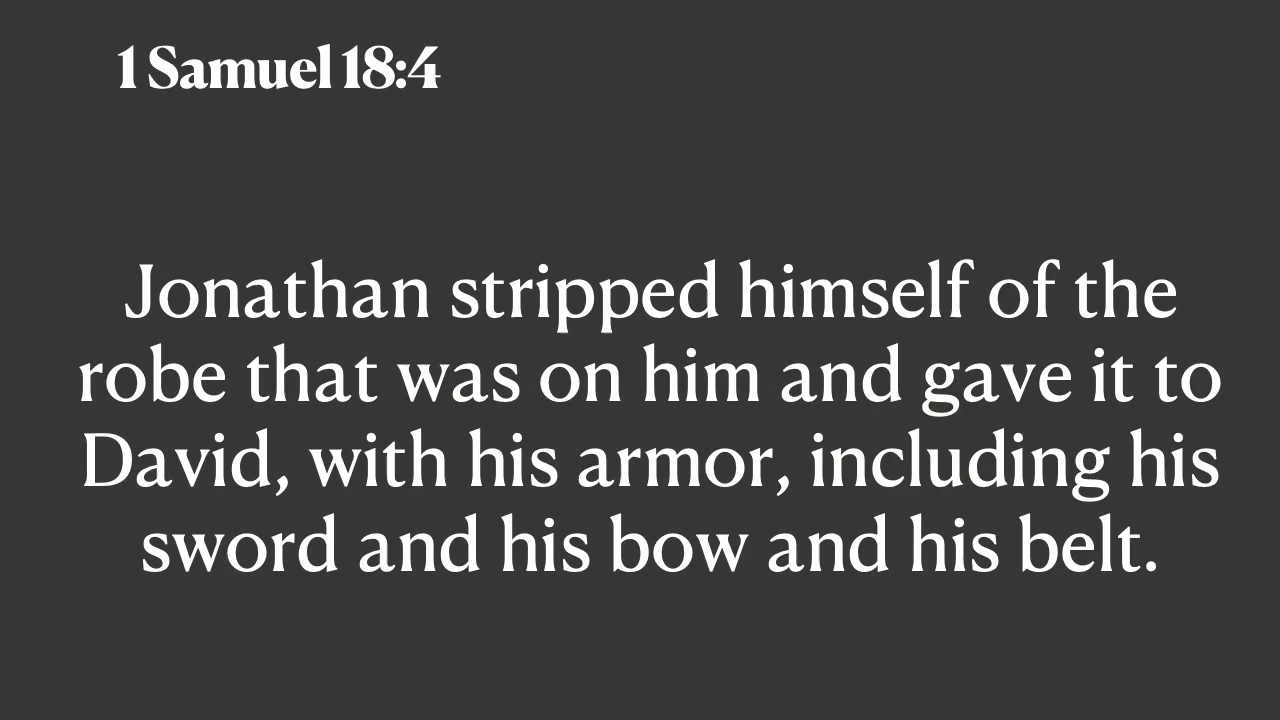 1 Samuel 18:4
Jonathan stripped himself of the
robe that was on him and gave it to
David, with his armor, including his
sword and his bow and his belt.